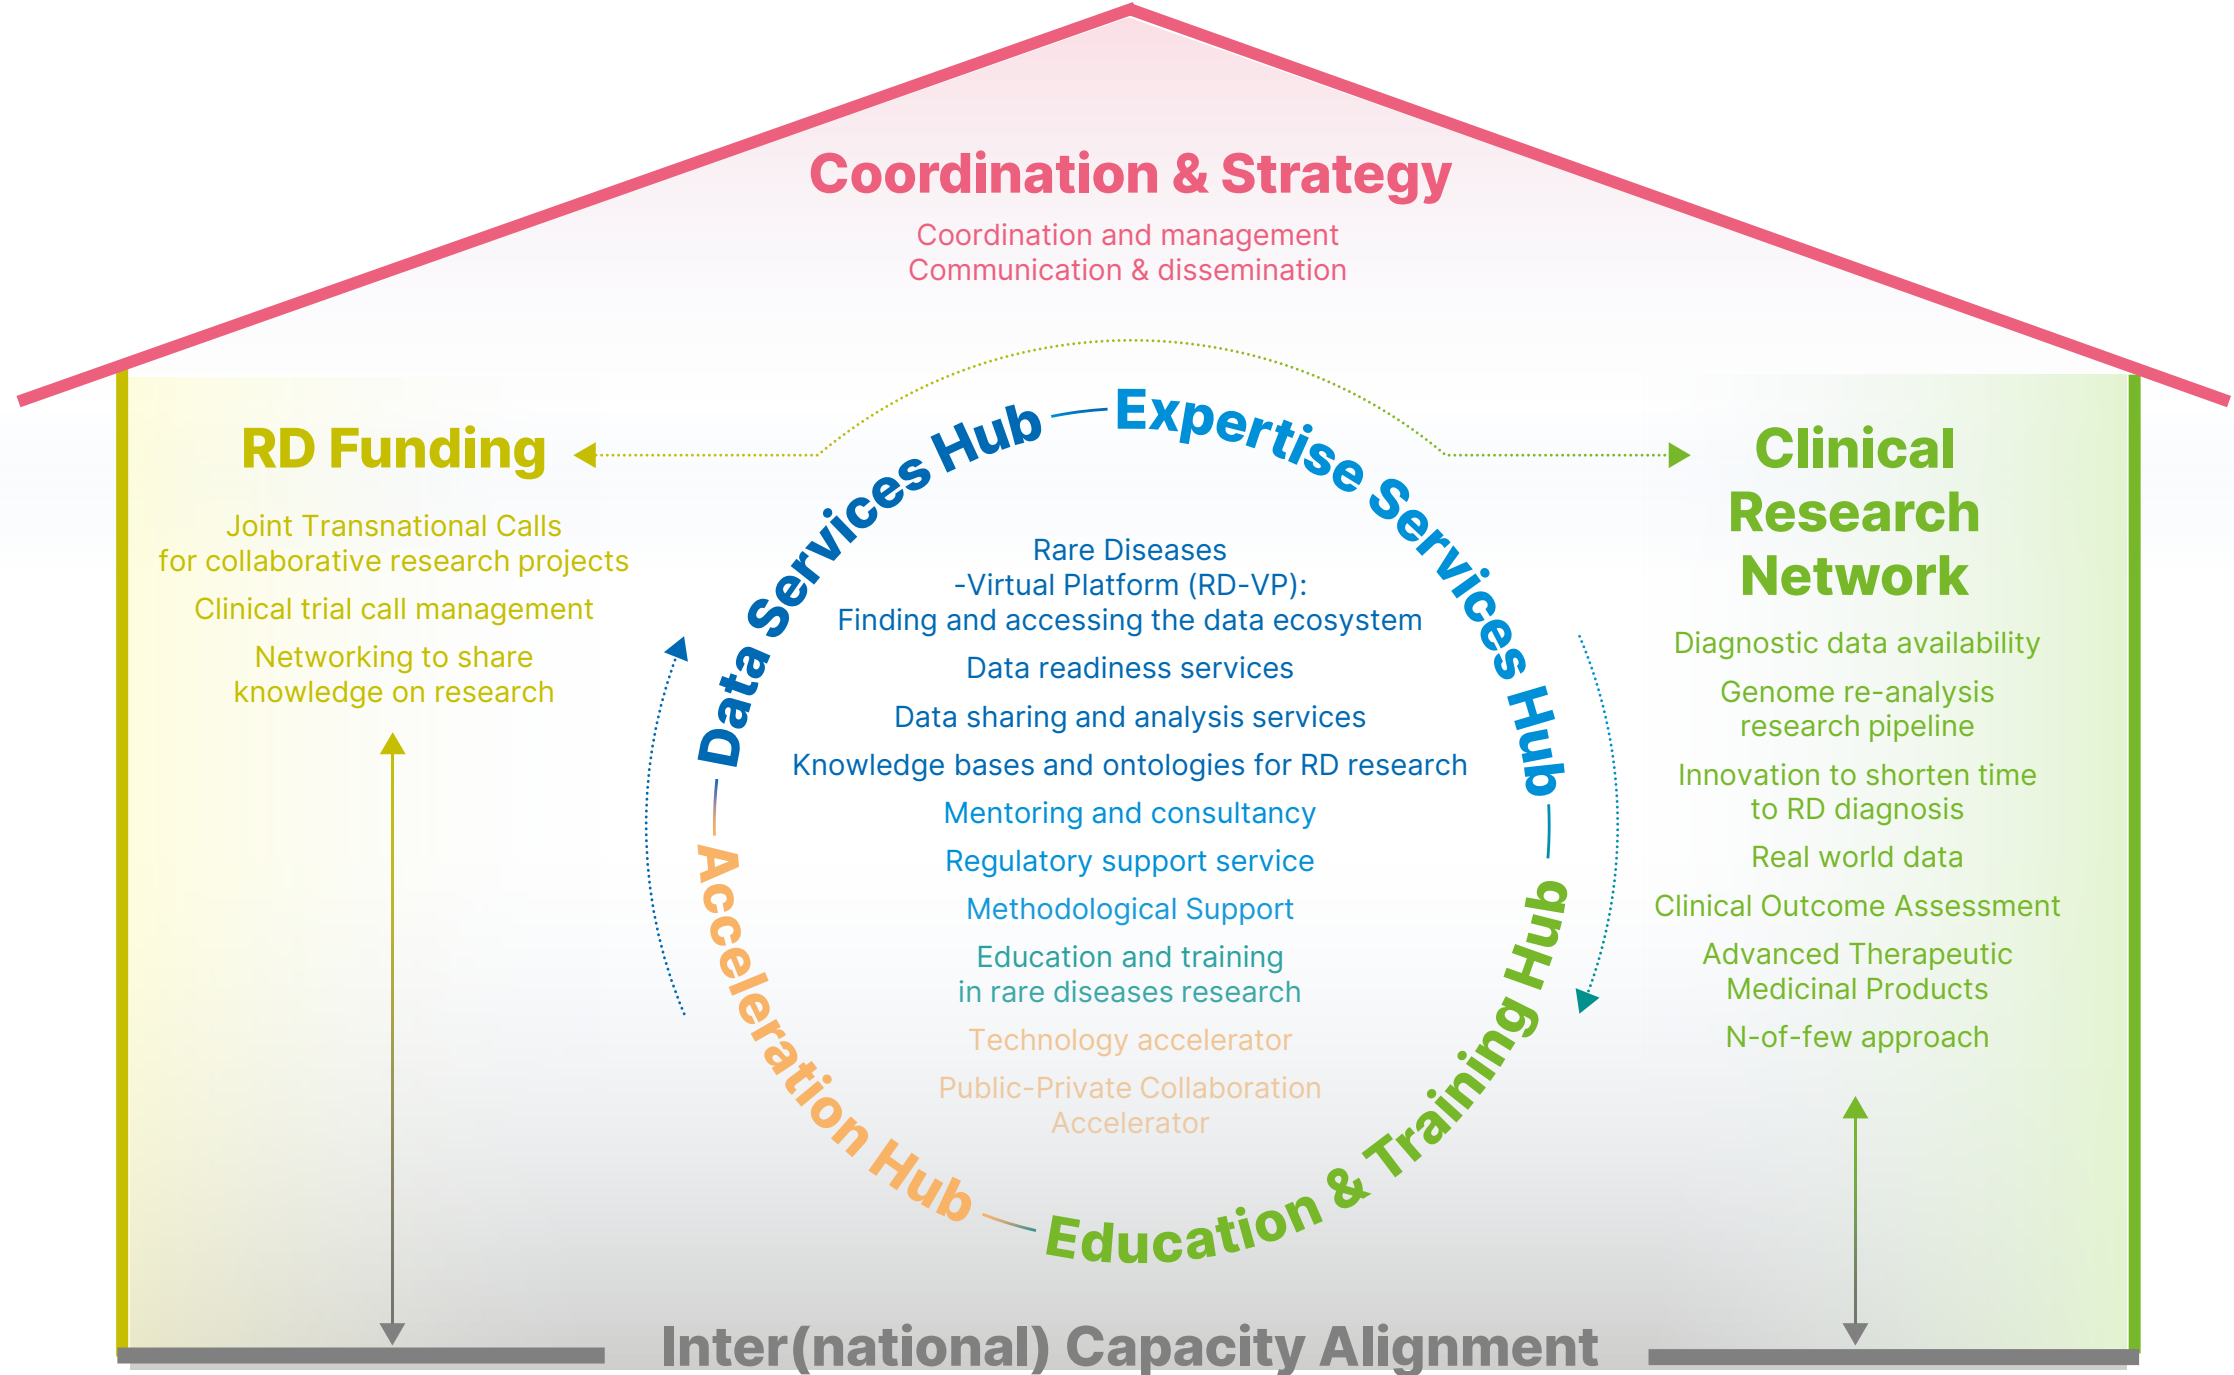 Coordination & Strategy
Coordination and management
Communication & dissemination
RD Funding
Joint Transnational Calls
for collaborative research projects
Clinical trial call management
Networking to share
knowledge on research
Data Services Hub
Expertise Services Hub
Education & Training Hub
Acceleration Hub
Rare Diseases
-Virtual Platform (RD-VP):
Finding and accessing the data ecosystem
Data readiness services
Data sharing and analysis services
Knowledge bases and ontologies for RD research
Mentoring and consultancy
Regulatory support service
Methodological Support
Education and training
in rare diseases research
Technology accelerator
Public-Private Collaboration
Accelerator
Clinical
Research
Network
Diagnostic data availability
Genome re-analysis
research pipeline
Innovation to shorten time
to RD diagnosis
Real world data
Clinical Outcome Assessment
Advanced Therapeutic
Medicinal Products
N-of-few approach
Inter(national) Capacity Alignment